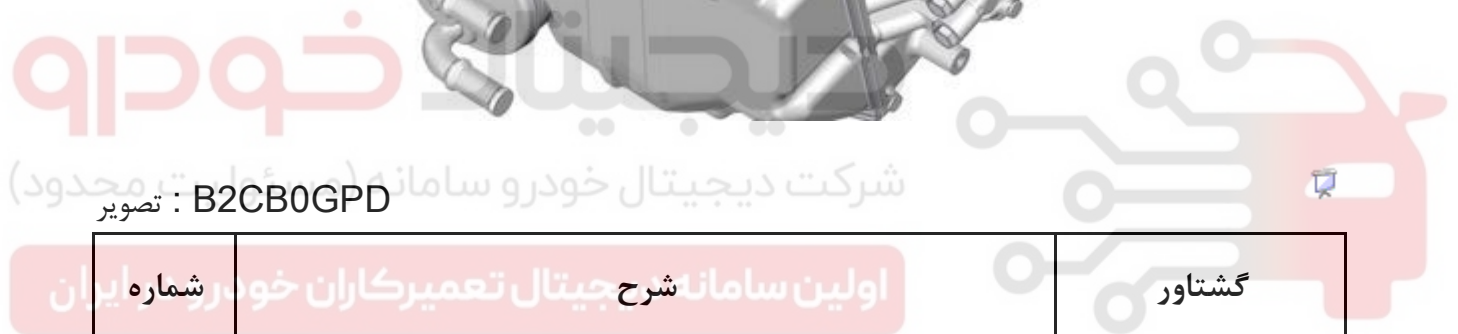 دیجیتال خودرو
شرکت دیجیتال خودرو سامانه (مسئولیت محدود)
تصویر : B2CB0GPD
اولین سامانه دیجیتال تعمیرکاران خودرو در ایران
شماره شرح گشتاور